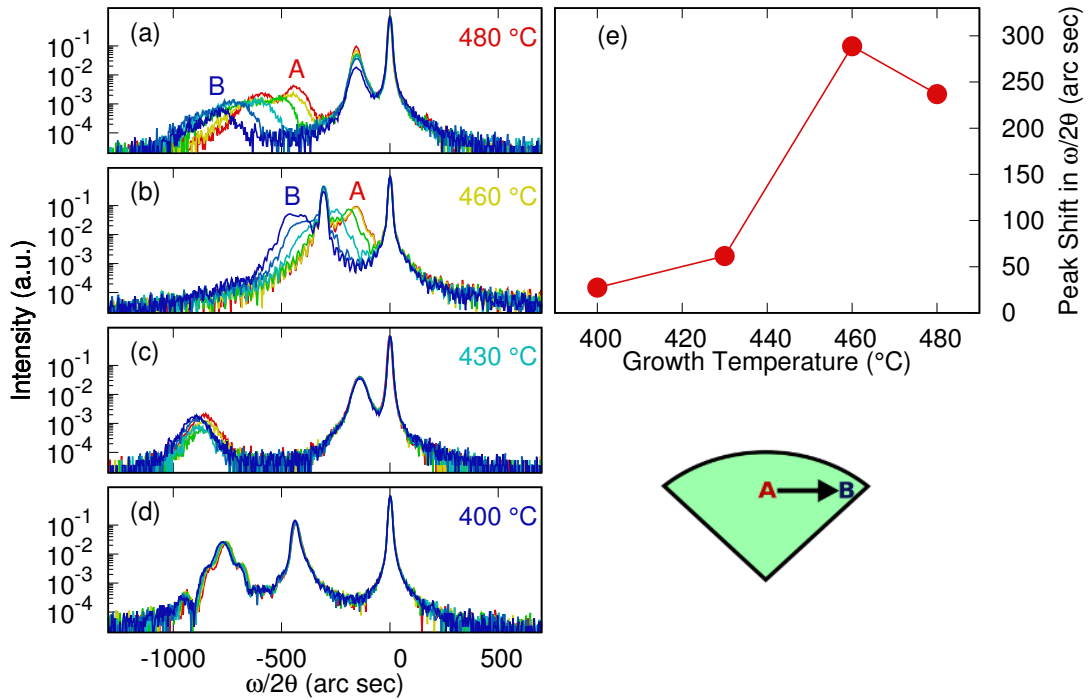 (a)
480 °C
A
B
10-1
10-2
10-3
10-4
(b)
460 °C
B
A
10-1
10-2
10-3
10-4
(c)
430 °C
10-1
10-2
10-3
10-4
(d)
400 °C
10-1
10-2
10-3
10-4
Intensity (a.u.)
-1000 -500 0 500
ω/2θ (arc sec)
(e)
300
250
200
150
100
50
0
Peak Shift in ω/2θ (arc sec)
400 420 440 460 480
Growth Temperature (°C)
A B